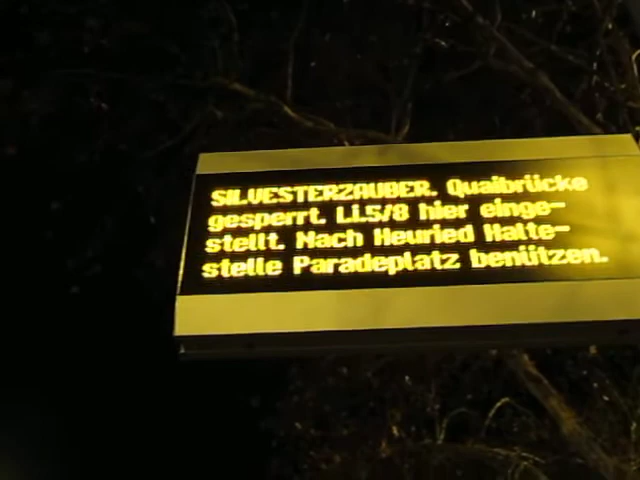 SILVESTERZAUBER. Quaibrücke
gesperrt. Li.5/8 hier einge-
stellt. Nach Heuried Halte-
stelle Paradeplatz benützen.